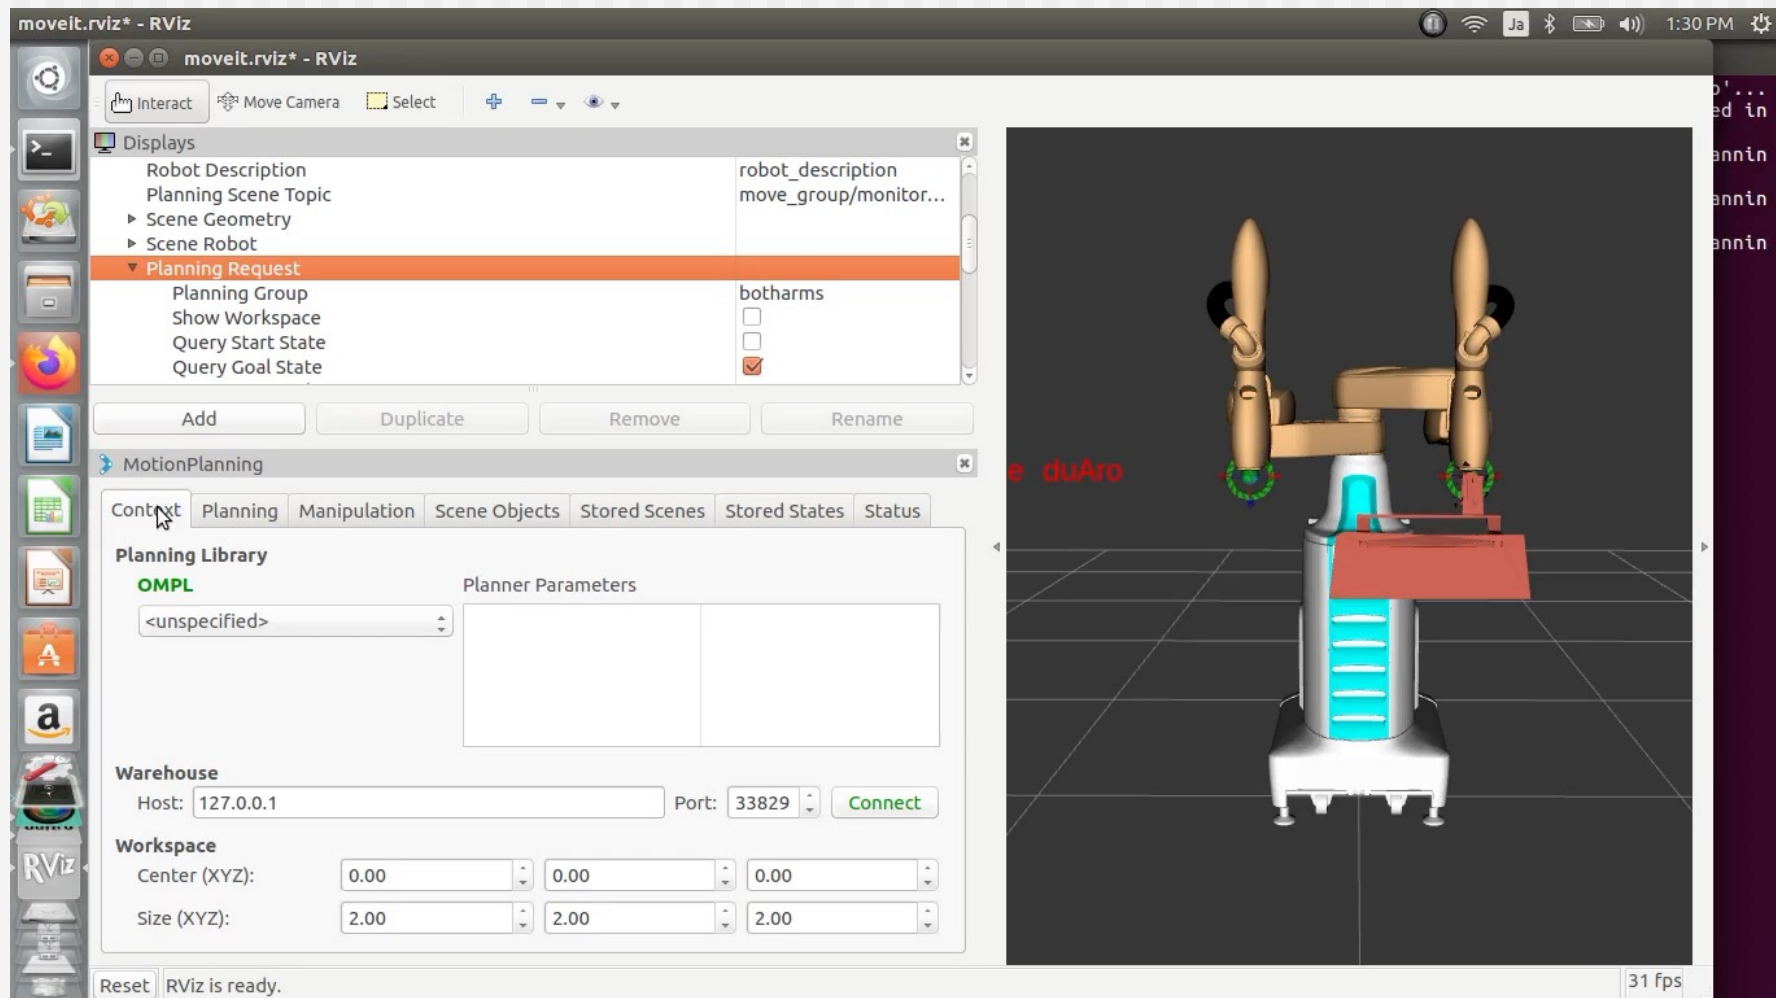 moveit.rviz* - RViz
Ja
1:30 PM
moveit.rviz* - RViz
Interact
Move Camera
Select
Displays
Robot Description
robot_description
Planning Scene Topic
move_group/monitor...
Scene Geometry
Scene Robot
Planning Request
Planning Group
botharms
Show Workspace
Query Start State
Query Goal State
Add
Duplicate
Remove
Rename
MotionPlanning
Context
Planning
Manipulation
Scene Objects
Stored Scenes
Stored States
Status
Planning Library
OMPL
Planner Parameters
<unspecified>
Warehouse
Host: 127.0.0.1
Port: 33829
Connect
Workspace
Center (XYZ):
0.00
0.00
0.00
Size (XYZ):
2.00
2.00
2.00
Reset
RViz is ready.
31 fps
e duAro
o'...
ed in
annin
annin
annin
RViz